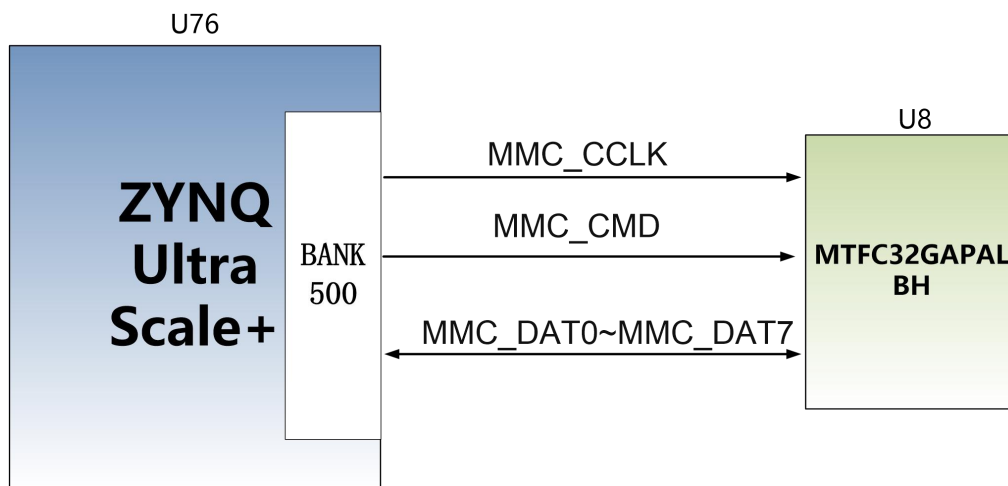 U76
U8
ZYNQ
Ultra
Scale+
BANK
500
MMC_CCLK
MMC_CMD
MMC_DAT0~MMC_DAT7
MTFC32GAPAL
BH